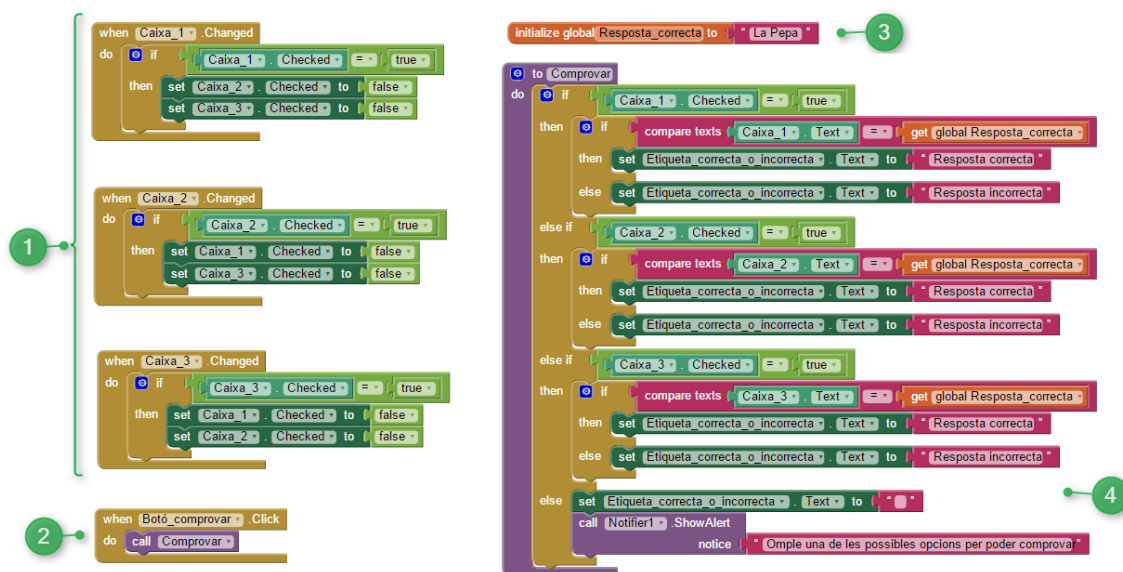 when Caixa_1 .Changed
do if Caixa_1 . Checked = true
then set Caixa_2 . Checked to false
set Caixa_3 . Checked to false
when Caixa_2 .Changed
do if Caixa_2 . Checked = true
then set Caixa_1 . Checked to false
set Caixa_3 . Checked to false
1
when Caixa_3 .Changed
do if Caixa_3 . Checked = true
then set Caixa_1 . Checked to false
set Caixa_2 . Checked to false
2
when Botó_comprovar .Click
do call Comprovar
initialize global Resposta_correcta to " La Pepa "
3
to Comprovar
do if Caixa_1 . Checked = true
then if compare texts Caixa_1 . Text = get global Resposta_correcta
then set Etiqueta_correcta_o_incorrecta . Text to " Resposta correcta "
else set Etiqueta_correcta_o_incorrecta . Text to " Resposta incorrecta "
else if Caixa_2 . Checked = true
then if compare texts Caixa_2 . Text = get global Resposta_correcta
then set Etiqueta_correcta_o_incorrecta . Text to " Resposta correcta "
else set Etiqueta_correcta_o_incorrecta . Text to " Resposta incorrecta "
else if Caixa_3 . Checked = true
then if compare texts Caixa_3 . Text = get global Resposta_correcta
then set Etiqueta_correcta_o_incorrecta . Text to " Resposta correcta "
else set Etiqueta_correcta_o_incorrecta . Text to " Resposta incorrecta "
else set Etiqueta_correcta_o_incorrecta . Text to " "
4
call Notifier1 .ShowAlert
notice " Omple una de les possibles opcions per poder comprovar "